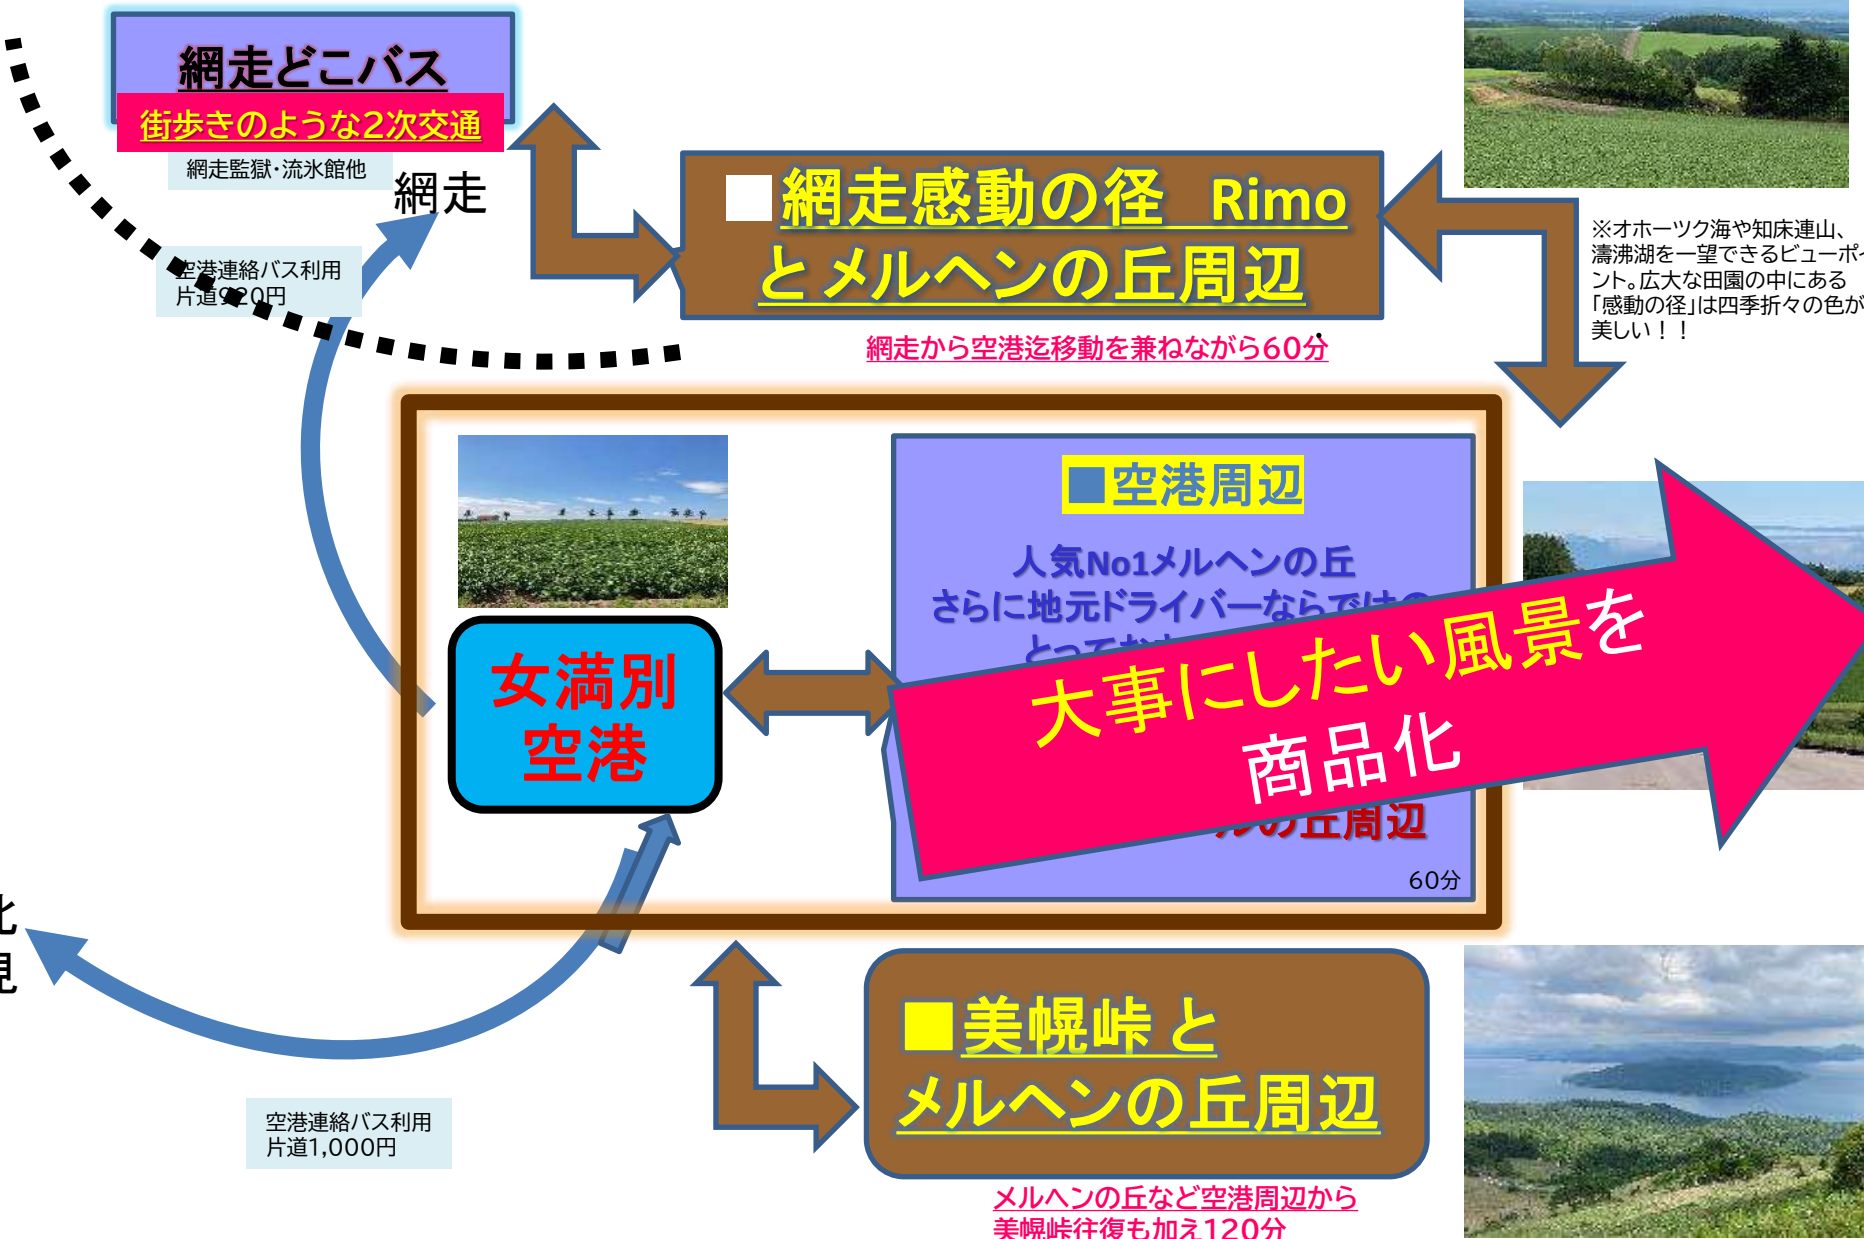 網走どこバス
街歩きのような2次交通
網走監獄・流氷館他
網走
空港連絡バス利用
片道920円
■網走感動の径 Rimo
とメルヘンの丘周辺
網走から空港迄移動を兼ねながら60分
※オホーツク海や知床連山、
濤沸湖を一望できるビューポイ
ント。広大な田園の中にある
「感動の径」は四季折々の色が
美しい！！
■空港周辺
人気No1メルヘンの丘
さらに地元ドライバーならではの
とってお
大事にしたい風景を
商品化
ルの丘周辺
60分
女満別
空港
北
見
空港連絡バス利用
片道1,000円
■美幌峠 と
メルヘンの丘周辺
メルヘンの丘など空港周辺から
美幌峠往復も加え120分